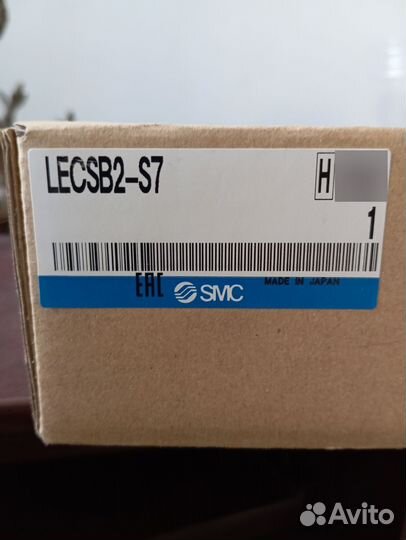 LECSB2-S7
H
1
EAC SMC MADE IN JAPAN
Avito